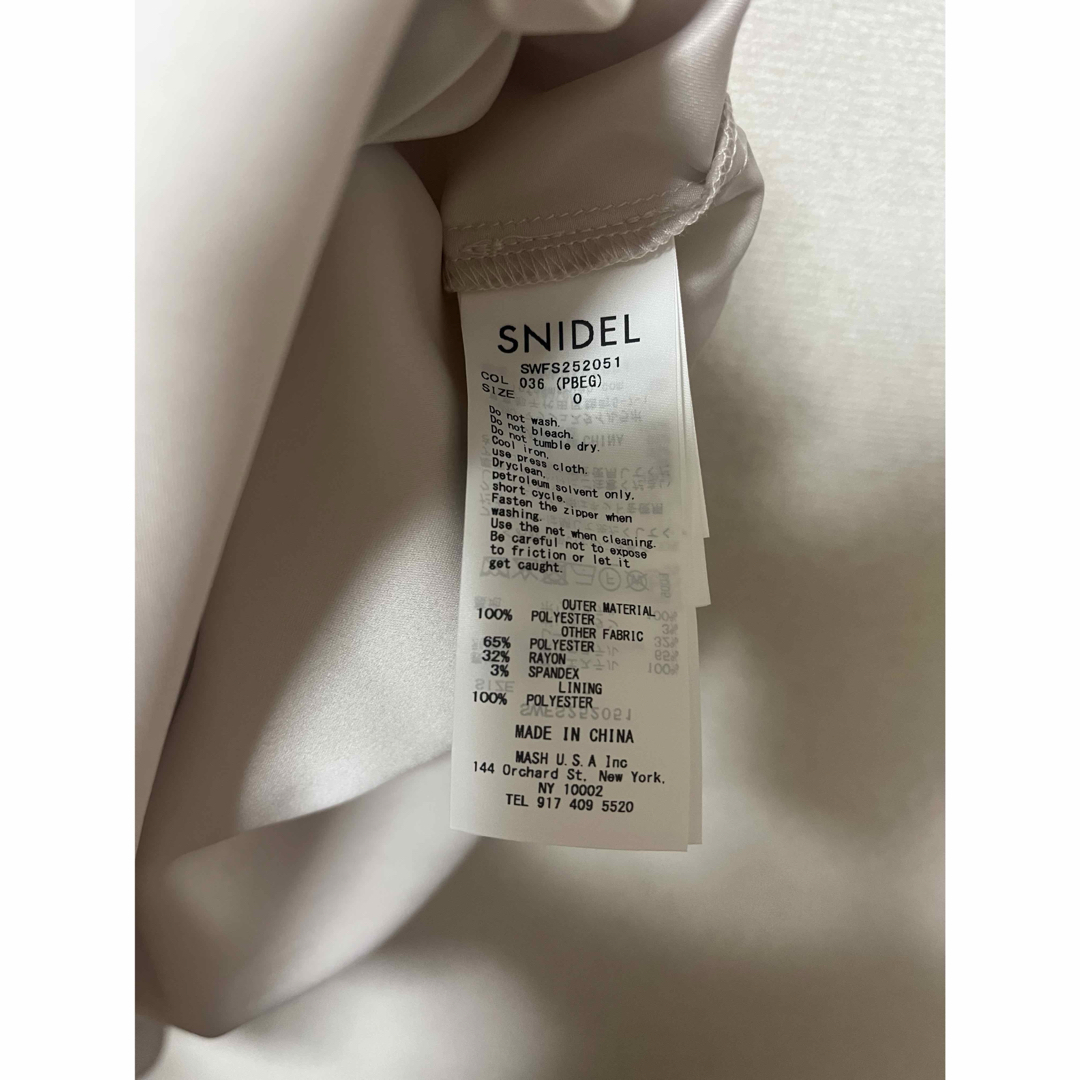 SNIDEL
SWFS252051
COL 036 (PBEG)
SIZE 0
Do not wash.
Do not bleach.
Do not tumble dry.
Cool iron,
use press cloth.
Dryclean,
petroleum solvent only.
short cycle.
Fasten the zipper when
washing.
Use the net when cleaning.
Be careful not to expose
to friction or let it
get caught.
OUTER MATERIAL
100% POLYESTER
OTHER FABRIC
65% POLYESTER
32% RAYON
3% SPANDEX
LINING
100% POLYESTER
MADE IN CHINA
MASH U.S.A Inc
144 Orchard St. New York,
NY 10002
TEL 917 409 5520